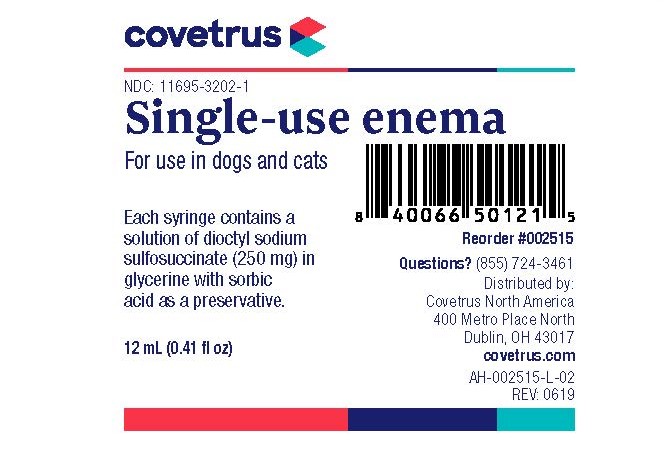 covetrus
NDC: 11695-3202-1
Single-use enema
For use in dogs and cats
Each syringe contains a
solution of dioctyl sodium
sulfosuccinate (250 mg) in
glycerine with sorbic
acid as a preservative.
12 mL (0.41 fl oz)
8 40066 50121 5
Reorder #002515
Questions? (855) 724-3461
Distributed by:
Covetrus North America
400 Metro Place North
Dublin, OH 43017
covetrus.com
AH-002515-L-02
REV: 0619